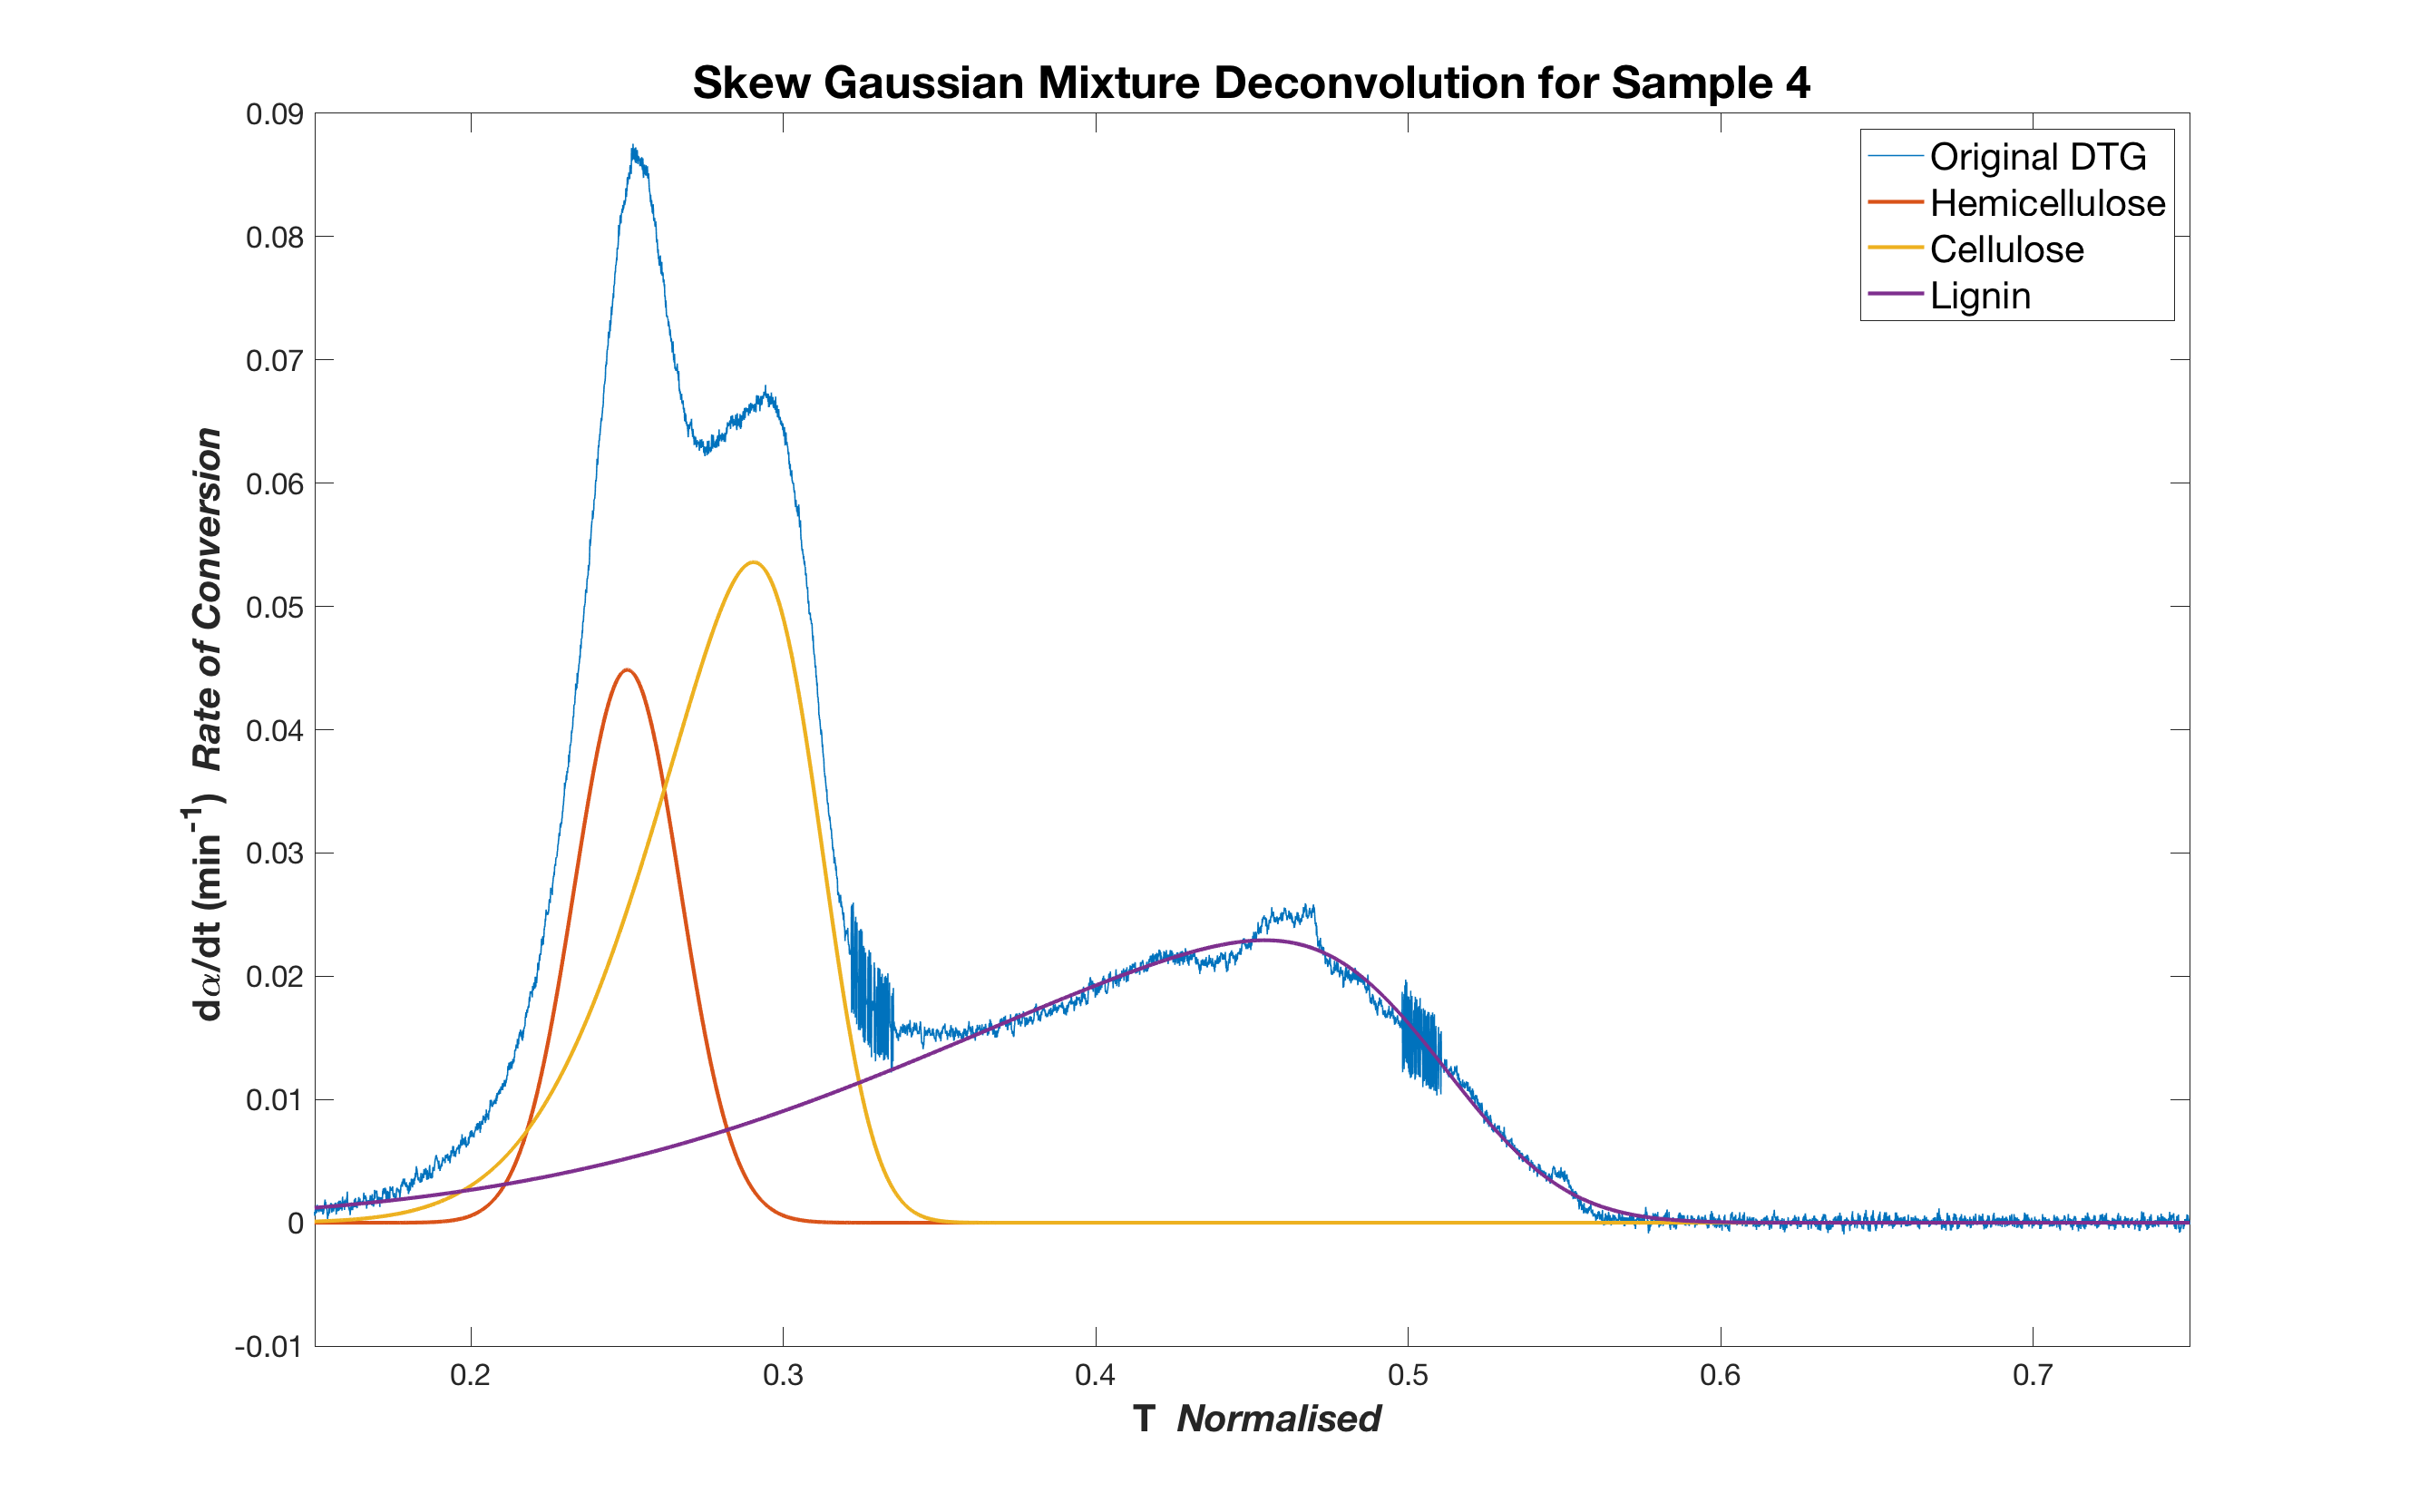 Skew Gaussian Mixture Deconvolution for Sample 4
0.09
0.08
0.07
0.06
0.05
0.04
0.03
0.02
0.01
0
-0.01
dα/dt (min⁻¹) Rate of Conversion
Original DTG
Hemicellulose
Cellulose
Lignin
0.2 0.3 0.4 0.5 0.6 0.7
T Normalised